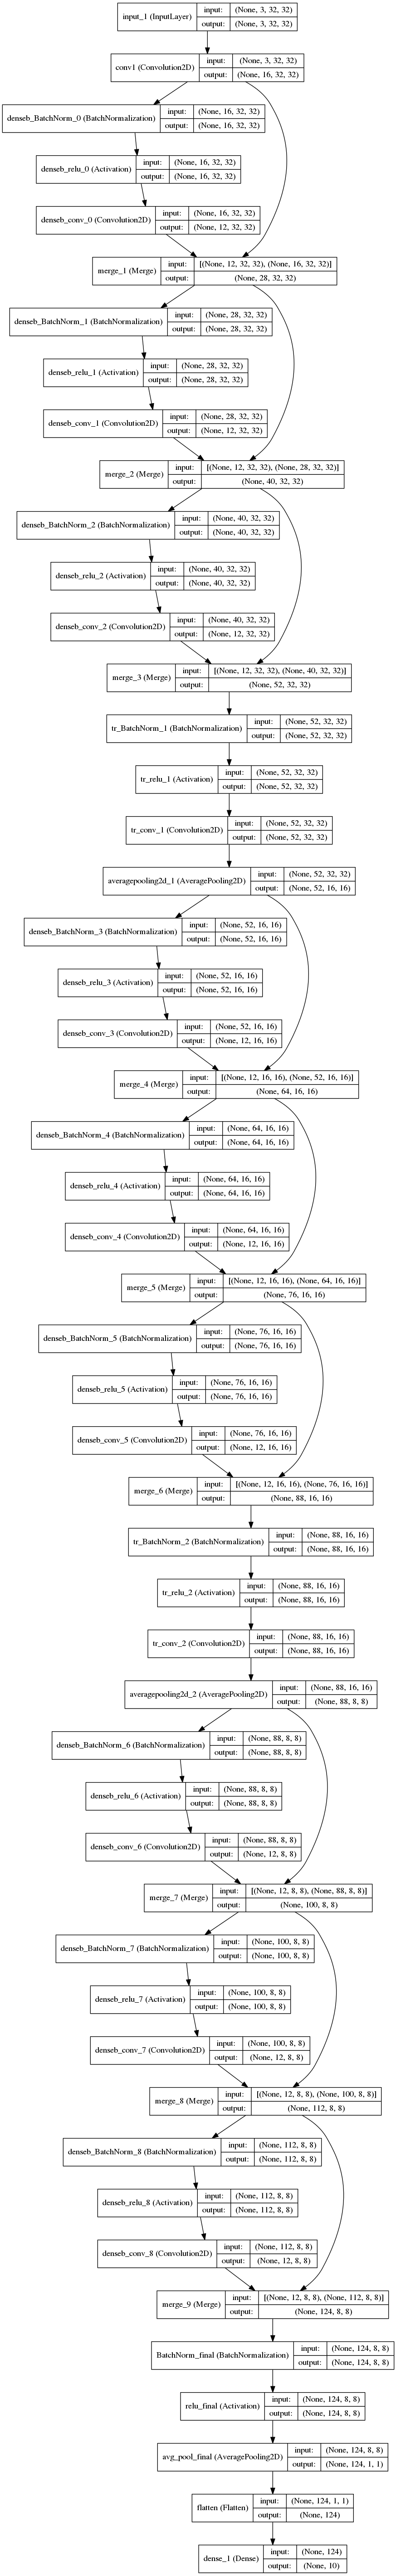 input_1 (InputLayer)
input: (None, 3, 32, 32)
output: (None, 3, 32, 32)
conv1 (Convolution2D)
input: (None, 3, 32, 32)
output: (None, 16, 32, 32)
denseb_BatchNorm_0 (BatchNormalization)
input: (None, 16, 32, 32)
output: (None, 16, 32, 32)
denseb_relu_0 (Activation)
input: (None, 16, 32, 32)
output: (None, 16, 32, 32)
denseb_conv_0 (Convolution2D)
input: (None, 16, 32, 32)
output: (None, 12, 32, 32)
merge_1 (Merge)
input: [(None, 12, 32, 32), (None, 16, 32, 32)]
output: (None, 28, 32, 32)
denseb_BatchNorm_1 (BatchNormalization)
input: (None, 28, 32, 32)
output: (None, 28, 32, 32)
denseb_relu_1 (Activation)
input: (None, 28, 32, 32)
output: (None, 28, 32, 32)
denseb_conv_1 (Convolution2D)
input: (None, 28, 32, 32)
output: (None, 12, 32, 32)
merge_2 (Merge)
input: [(None, 12, 32, 32), (None, 28, 32, 32)]
output: (None, 40, 32, 32)
denseb_BatchNorm_2 (BatchNormalization)
input: (None, 40, 32, 32)
output: (None, 40, 32, 32)
denseb_relu_2 (Activation)
input: (None, 40, 32, 32)
output: (None, 40, 32, 32)
denseb_conv_2 (Convolution2D)
input: (None, 40, 32, 32)
output: (None, 12, 32, 32)
merge_3 (Merge)
input: [(None, 12, 32, 32), (None, 40, 32, 32)]
output: (None, 52, 32, 32)
tr_BatchNorm_1 (BatchNormalization)
input: (None, 52, 32, 32)
output: (None, 52, 32, 32)
tr_relu_1 (Activation)
input: (None, 52, 32, 32)
output: (None, 52, 32, 32)
tr_conv_1 (Convolution2D)
input: (None, 52, 32, 32)
output: (None, 52, 32, 32)
averagepooling2d_1 (AveragePooling2D)
input: (None, 52, 32, 32)
output: (None, 52, 16, 16)
denseb_BatchNorm_3 (BatchNormalization)
input: (None, 52, 16, 16)
output: (None, 52, 16, 16)
denseb_relu_3 (Activation)
input: (None, 52, 16, 16)
output: (None, 52, 16, 16)
denseb_conv_3 (Convolution2D)
input: (None, 52, 16, 16)
output: (None, 12, 16, 16)
merge_4 (Merge)
input: [(None, 12, 16, 16), (None, 52, 16, 16)]
output: (None, 64, 16, 16)
denseb_BatchNorm_4 (BatchNormalization)
input: (None, 64, 16, 16)
output: (None, 64, 16, 16)
denseb_relu_4 (Activation)
input: (None, 64, 16, 16)
output: (None, 64, 16, 16)
denseb_conv_4 (Convolution2D)
input: (None, 64, 16, 16)
output: (None, 12, 16, 16)
merge_5 (Merge)
input: [(None, 12, 16, 16), (None, 64, 16, 16)]
output: (None, 76, 16, 16)
denseb_BatchNorm_5 (BatchNormalization)
input: (None, 76, 16, 16)
output: (None, 76, 16, 16)
denseb_relu_5 (Activation)
input: (None, 76, 16, 16)
output: (None, 76, 16, 16)
denseb_conv_5 (Convolution2D)
input: (None, 76, 16, 16)
output: (None, 12, 16, 16)
merge_6 (Merge)
input: [(None, 12, 16, 16), (None, 76, 16, 16)]
output: (None, 88, 16, 16)
tr_BatchNorm_2 (BatchNormalization)
input: (None, 88, 16, 16)
output: (None, 88, 16, 16)
tr_relu_2 (Activation)
input: (None, 88, 16, 16)
output: (None, 88, 16, 16)
tr_conv_2 (Convolution2D)
input: (None, 88, 16, 16)
output: (None, 88, 16, 16)
averagepooling2d_2 (AveragePooling2D)
input: (None, 88, 16, 16)
output: (None, 88, 8, 8)
denseb_BatchNorm_6 (BatchNormalization)
input: (None, 88, 8, 8)
output: (None, 88, 8, 8)
denseb_relu_6 (Activation)
input: (None, 88, 8, 8)
output: (None, 88, 8, 8)
denseb_conv_6 (Convolution2D)
input: (None, 88, 8, 8)
output: (None, 12, 8, 8)
merge_7 (Merge)
input: [(None, 12, 8, 8), (None, 88, 8, 8)]
output: (None, 100, 8, 8)
denseb_BatchNorm_7 (BatchNormalization)
input: (None, 100, 8, 8)
output: (None, 100, 8, 8)
denseb_relu_7 (Activation)
input: (None, 100, 8, 8)
output: (None, 100, 8, 8)
denseb_conv_7 (Convolution2D)
input: (None, 100, 8, 8)
output: (None, 12, 8, 8)
merge_8 (Merge)
input: [(None, 12, 8, 8), (None, 100, 8, 8)]
output: (None, 112, 8, 8)
denseb_BatchNorm_8 (BatchNormalization)
input: (None, 112, 8, 8)
output: (None, 112, 8, 8)
denseb_relu_8 (Activation)
input: (None, 112, 8, 8)
output: (None, 112, 8, 8)
denseb_conv_8 (Convolution2D)
input: (None, 112, 8, 8)
output: (None, 12, 8, 8)
merge_9 (Merge)
input: [(None, 12, 8, 8), (None, 112, 8, 8)]
output: (None, 124, 8, 8)
BatchNorm_final (BatchNormalization)
input: (None, 124, 8, 8)
output: (None, 124, 8, 8)
relu_final (Activation)
input: (None, 124, 8, 8)
output: (None, 124, 8, 8)
avg_pool_final (AveragePooling2D)
input: (None, 124, 8, 8)
output: (None, 124, 1, 1)
flatten (Flatten)
input: (None, 124, 1, 1)
output: (None, 124)
dense_1 (Dense)
input: (None, 124)
output: (None, 10)